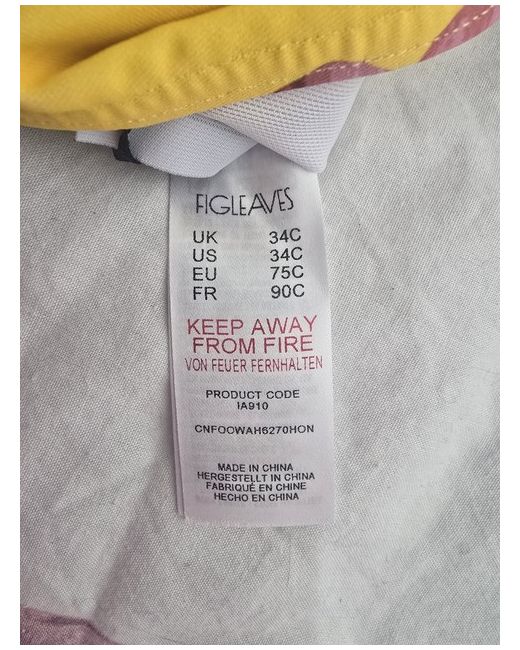 FIGLEAVES
UK 34C
US 34C
EU 75C
FR 90C
KEEP AWAY
FROM FIRE
VON FEUER FERNHALTEN
PRODUCT CODE
IA910
CNFOOWAH6270HON
MADE IN CHINA
HERGESTELLT IN CHINA
FABRIQUÉ EN CHINE
HECHO EN CHINA